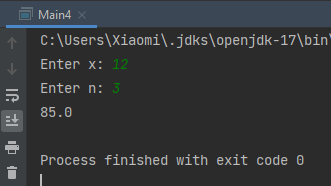 Main4
C:\Users\Xiaomi\.jdks\openjdk-17\bin\
Enter x: 12
Enter n: 3
85.0
Process finished with exit code 0